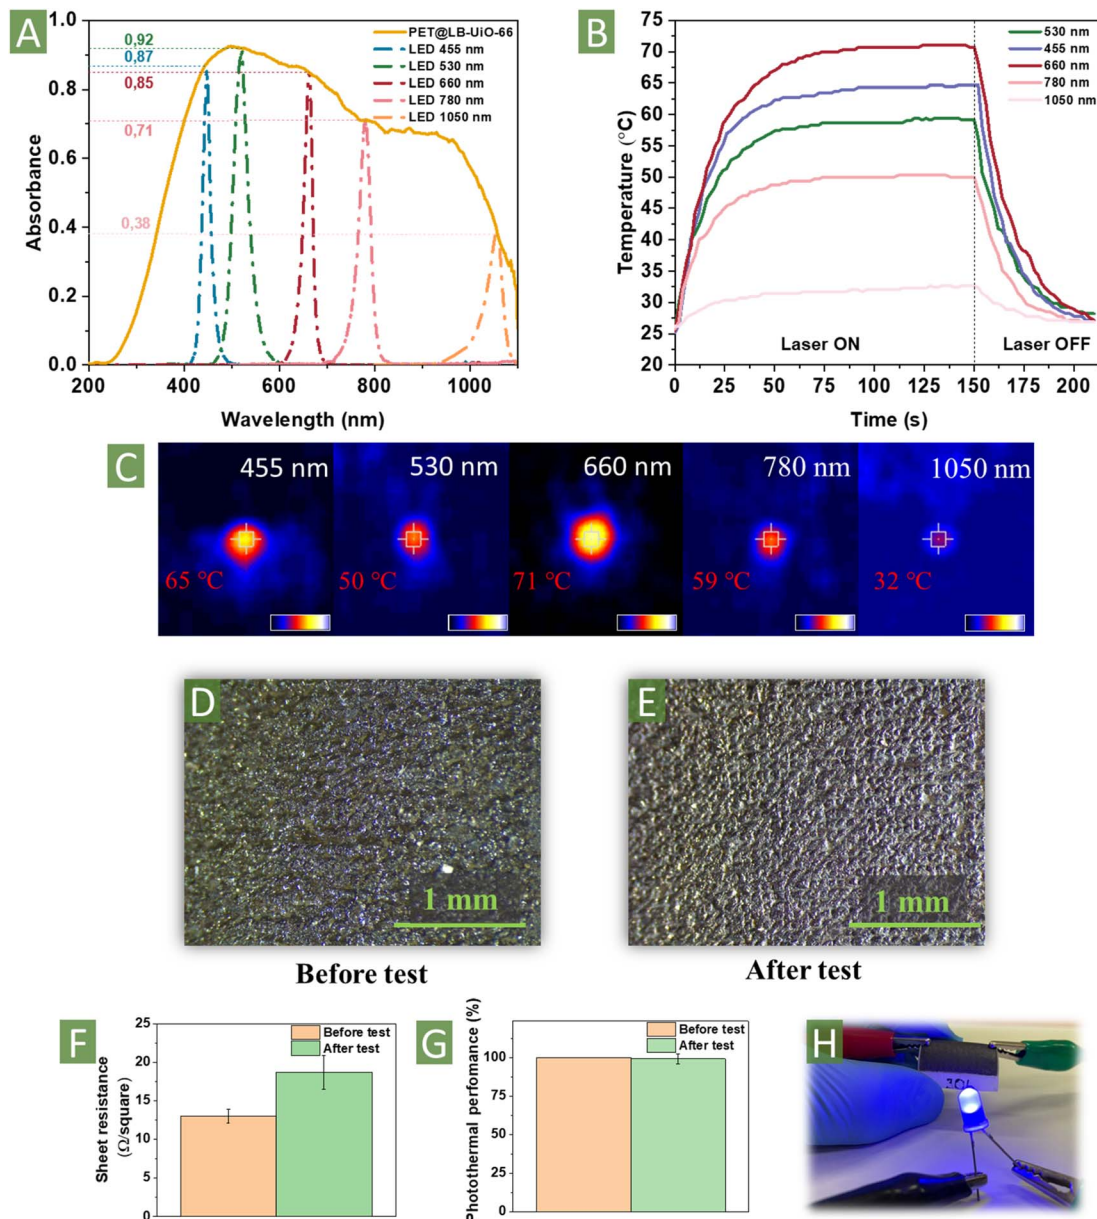 A
1.0
0.8
0.6
0.4
0.2
0.0
Absorbance
0,92
0,87
0,85
0,71
0,38
PET@LB-UiO-66
LED 455 nm
LED 530 nm
LED 660 nm
LED 780 nm
LED 1050 nm
200 400 600 800 1000
Wavelength (nm)
B
75
70
65
60
55
50
45
40
35
30
25
20
Temperature (°C)
530 nm
455 nm
660 nm
780 nm
1050 nm
Laser ON
Laser OFF
0 25 50 75 100 125 150 175 200
Time (s)
C
455 nm
530 nm
660 nm
780 nm
1050 nm
65 °C
50 °C
71 °C
59 °C
32 °C
D
1 mm
Before test
E
1 mm
After test
F
25
20
15
10
5
0
Sheet resistance
(Ω/square)
Before test
After test
G
100
75
50
25
0
Photothermal perfomance (%)
Before test
After test
H